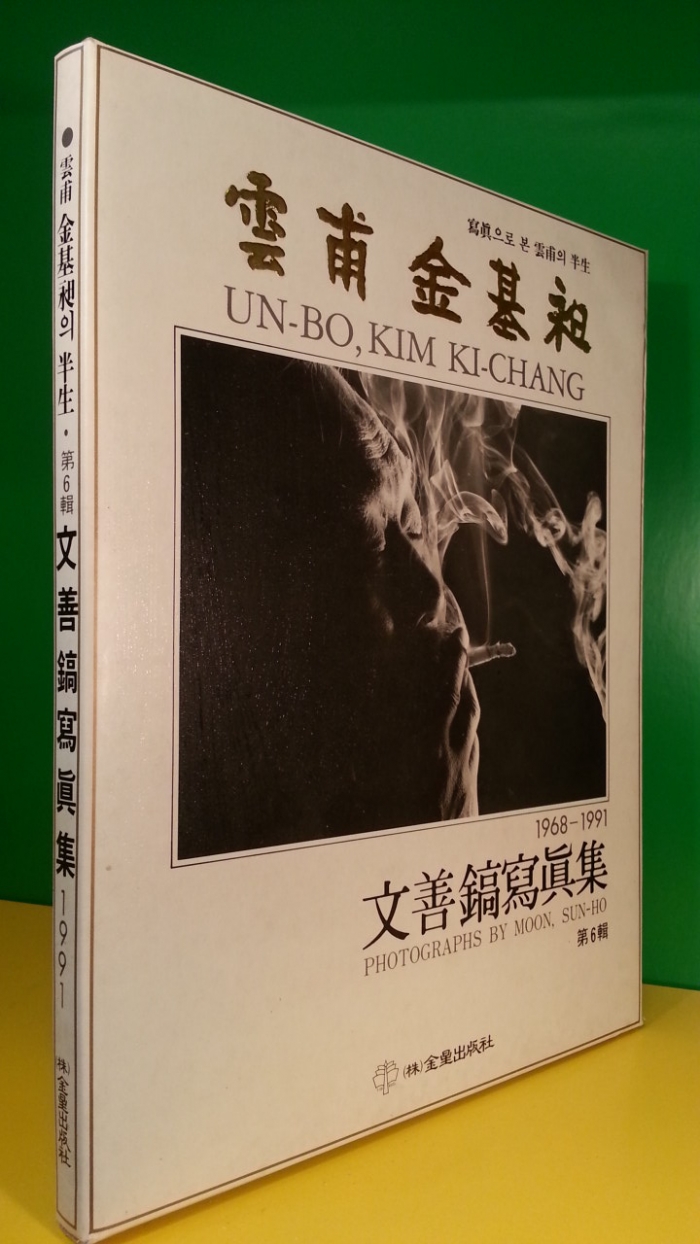 寫眞으로 본 雲甫의 半生
雲甫 金基昶
UN-BO, KIM KI-CHANG
1968-1991
文善鎬寫眞集
PHOTOGRAPHS BY MOON, SUN-HO
第6輯
(株)金星出版社
● 雲甫 金基昶의 半生 · 第6輯 文善鎬寫眞集 1991 (株)金星出版社